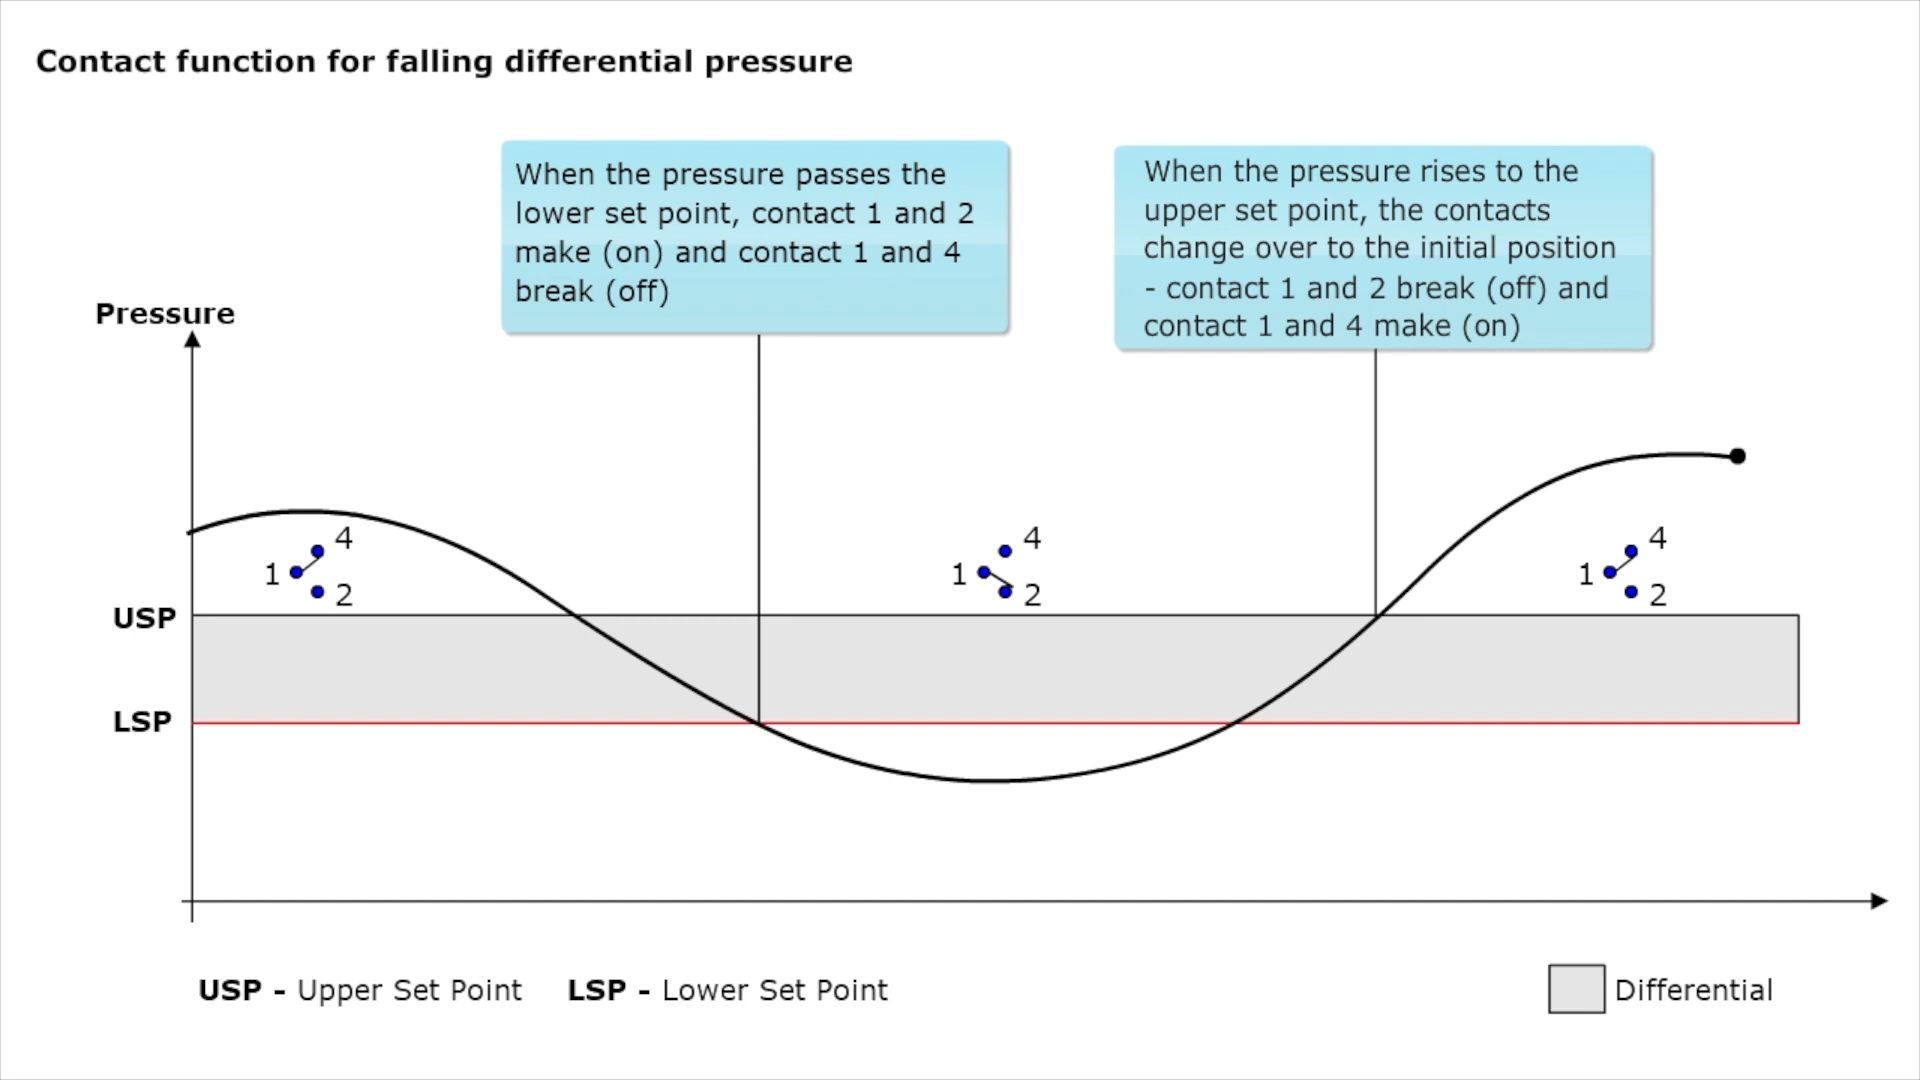 Contact function for falling differential pressure
When the pressure passes the
lower set point, contact 1 and 2
make (on) and contact 1 and 4
break (off)
When the pressure rises to the
upper set point, the contacts
change over to the initial position
- contact 1 and 2 break (off) and
contact 1 and 4 make (on)
Pressure
4
1
2
4
1
2
4
1
2
USP
LSP
USP - Upper Set Point
LSP - Lower Set Point
Differential